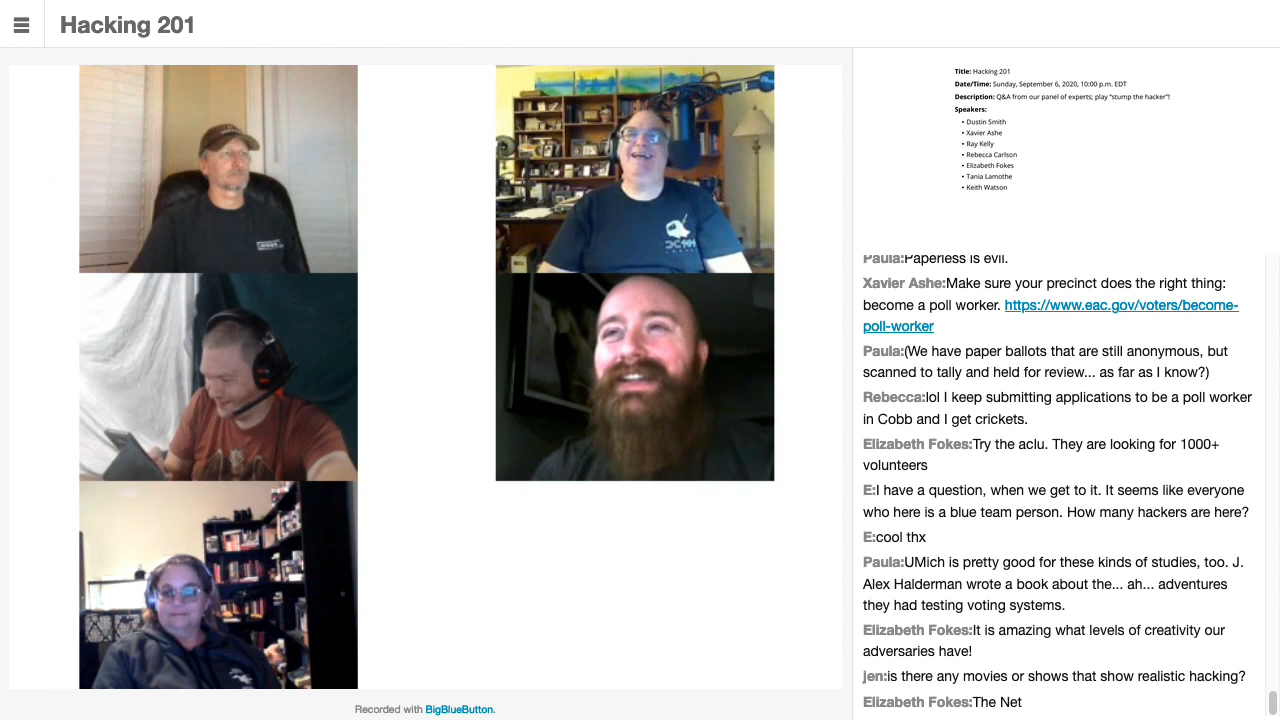 Hacking 201
Title: Hacking 201
Date/Time: Sunday, September 6, 2020, 10:00 p.m. EDT
Description: Q&A from our panel of experts; play "stump the hacker"!
Speakers:
• Dustin Smith
• Xavier Ashe
• Ray Kelly
• Rebecca Carlson
• Elizabeth Fokes
• Tania Lamothe
• Keith Watson
Paula:Paperless is evil.
Xavier Ashe:Make sure your precinct does the right thing:
become a poll worker. https://www.eac.gov/voters/become-
poll-worker
Paula:(We have paper ballots that are still anonymous, but
scanned to tally and held for review... as far as I know?)
Rebecca:lol I keep submitting applications to be a poll worker
in Cobb and I get crickets.
Elizabeth Fokes:Try the aclu. They are looking for 1000+
volunteers
E:I have a question, when we get to it. It seems like everyone
who here is a blue team person. How many hackers are here?
E:cool thx
Paula:UMich is pretty good for these kinds of studies, too. J.
Alex Halderman wrote a book about the... ah... adventures
they had testing voting systems.
Elizabeth Fokes:It is amazing what levels of creativity our
adversaries have!
jen:is there any movies or shows that show realistic hacking?
Elizabeth Fokes:The Net
Recorded with BigBlueButton.